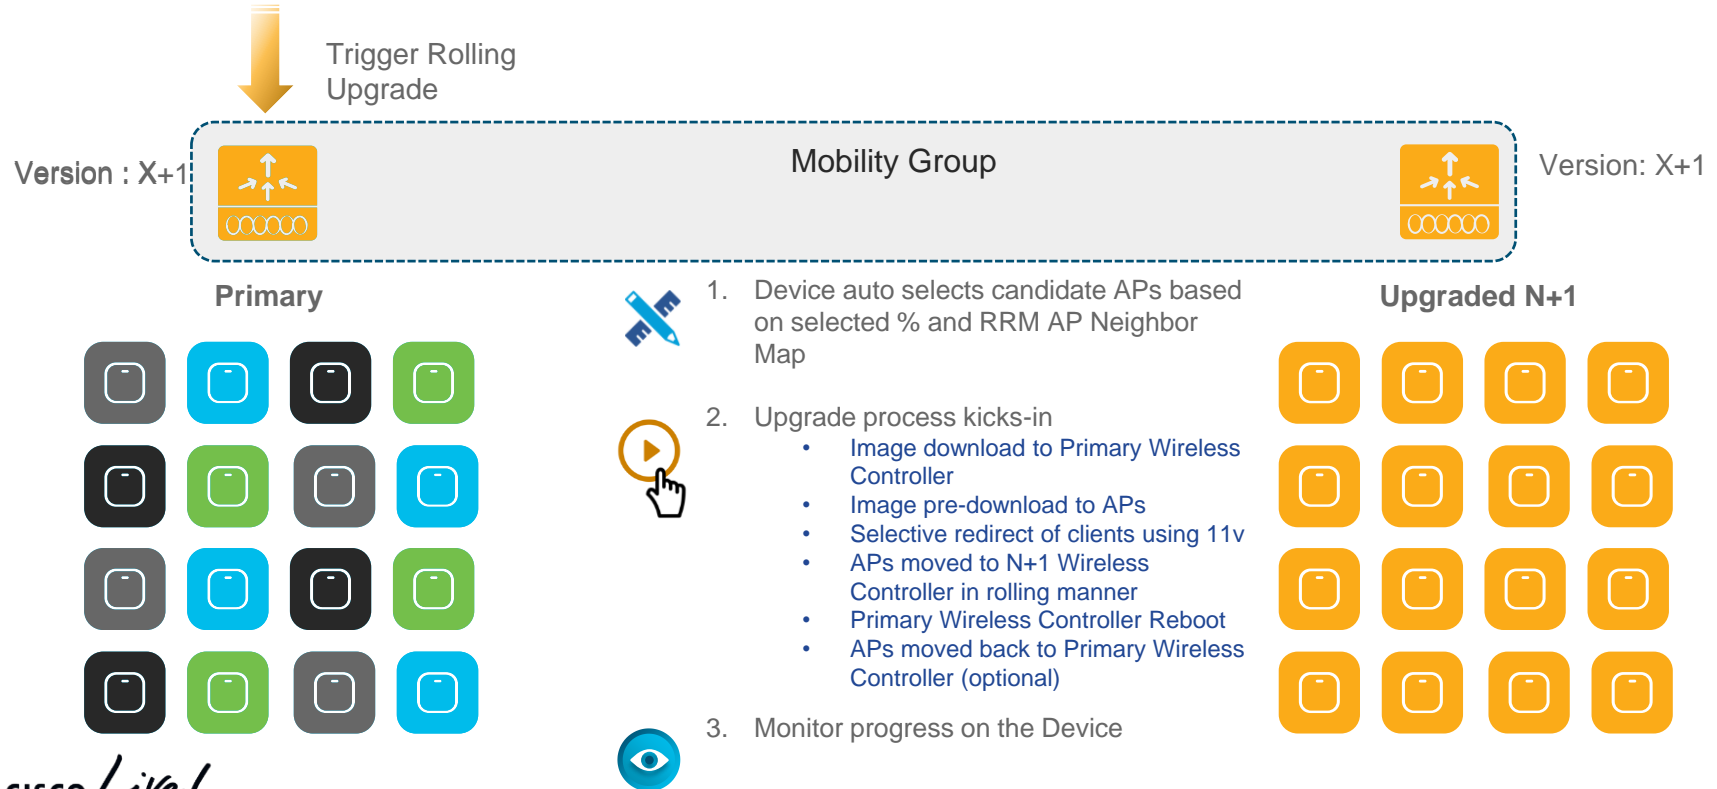 Trigger Rolling
Upgrade
Version : X+1
Mobility Group
Version: X+1
Primary
Upgraded N+1
1. Device auto selects candidate APs based
on selected % and RRM AP Neighbor
Map
2. Upgrade process kicks-in
• Image download to Primary Wireless
Controller
• Image pre-download to APs
• Selective redirect of clients using 11v
• APs moved to N+1 Wireless
Controller in rolling manner
• Primary Wireless Controller Reboot
• APs moved back to Primary Wireless
Controller (optional)
3. Monitor progress on the Device
CISCO Live!